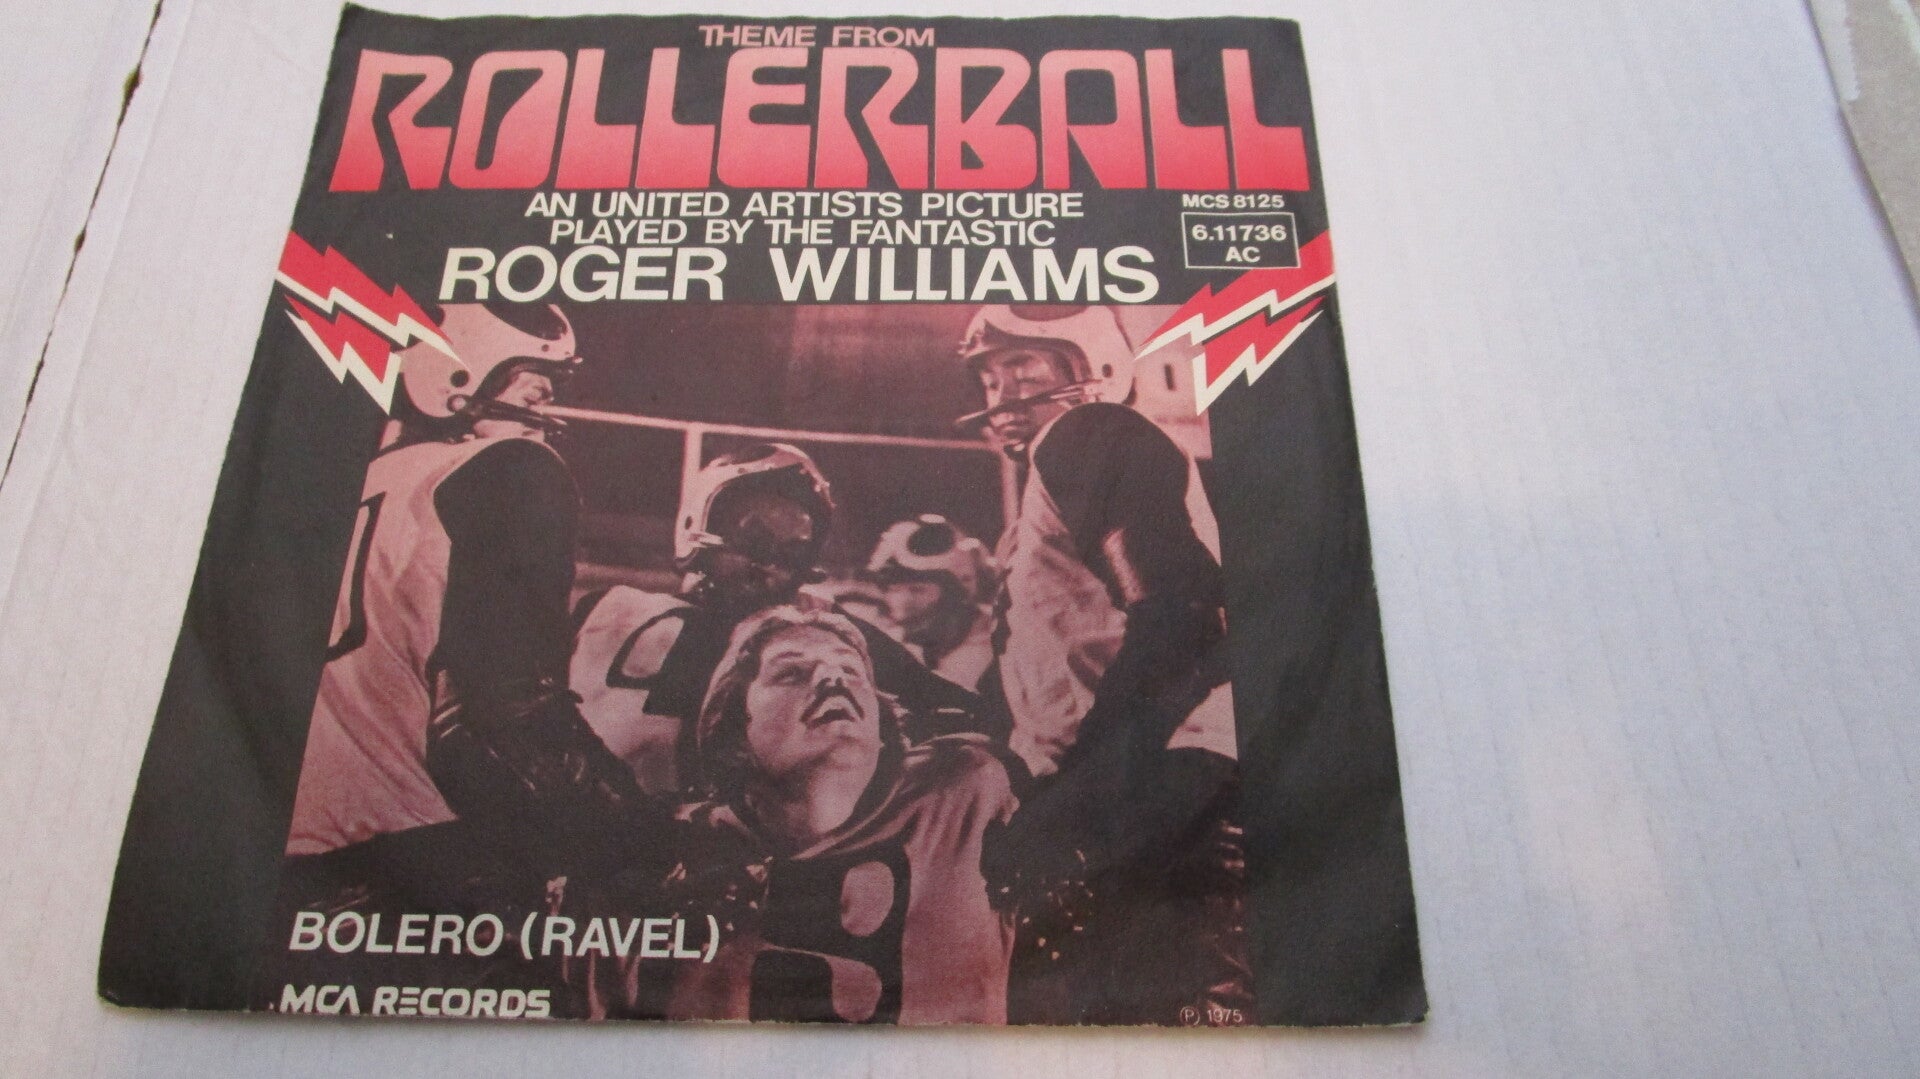 THEME FROM
ROLLERBALL
AN UNITED ARTISTS PICTURE
PLAYED BY THE FANTASTIC
ROGER WILLIAMS
MCS 8125
6.11736
AC
BOLERO (RAVEL)
MCA RECORDS
Ⓟ 1975